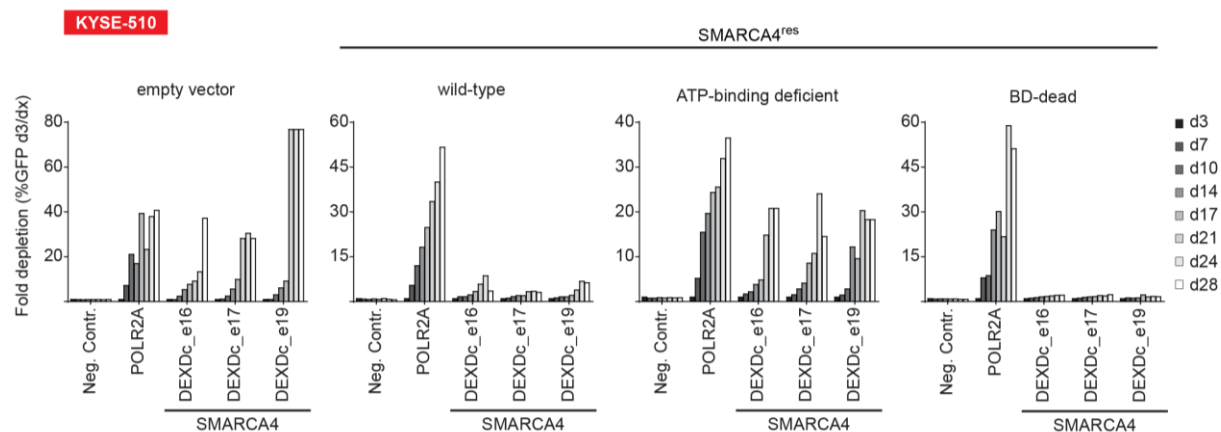 KYSE-510
SMARCA4res
empty vector
wild-type
ATP-binding deficient
BD-dead
Fold depletion (%GFP d3/dx)
80
60
40
20
60
45
30
15
40
30
20
10
60
45
30
15
d3
d7
d10
d14
d17
d21
d24
d28
Neg. Contr.
POLR2A
DEXDc_e16
DEXDc_e17
DEXDc_e19
Neg. Contr.
POLR2A
DEXDc_e16
DEXDc_e17
DEXDc_e19
Neg. Contr.
POLR2A
DEXDc_e16
DEXDc_e17
DEXDc_e19
Neg. Contr.
POLR2A
DEXDc_e16
DEXDc_e17
DEXDc_e19
SMARCA4
SMARCA4
SMARCA4
SMARCA4